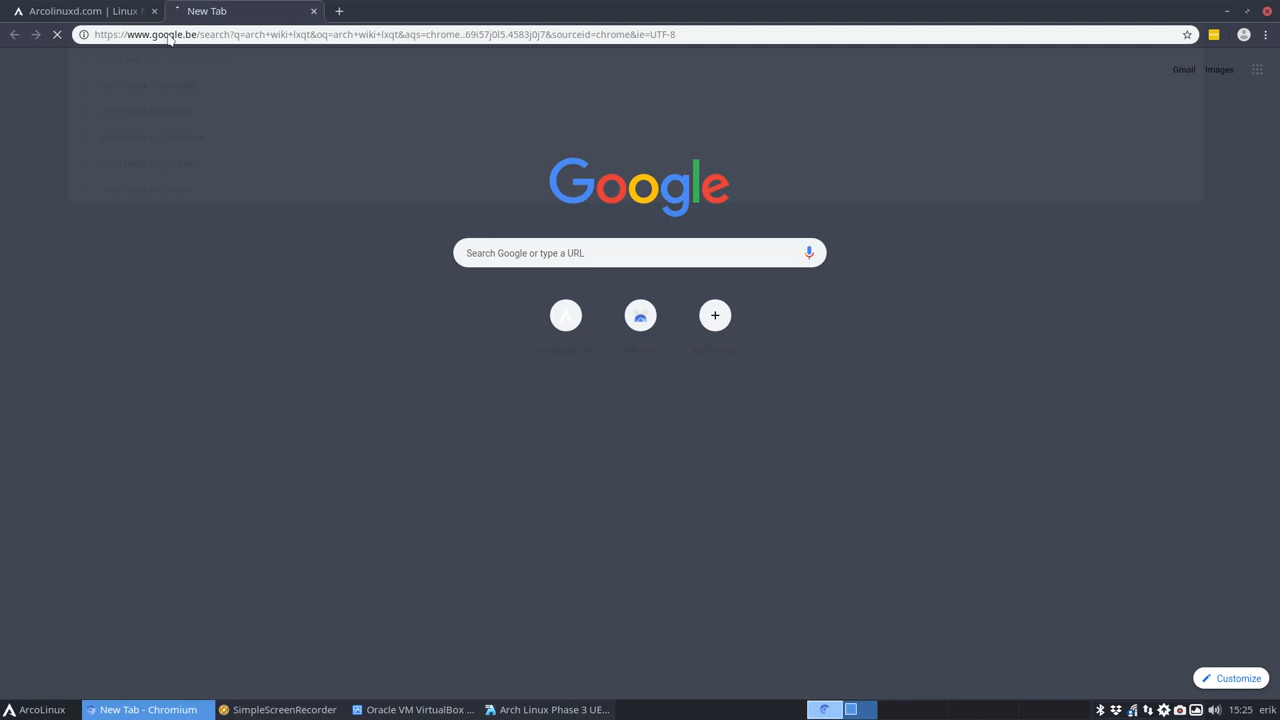 Arcolinuxd.com | Linux
New Tab
https://www.google.be/search?q=arch+wiki+lxqt&oq=arch+wiki+lxqt&aqs=chrome..69i57j0l5.4583j0j7&sourceid=chrome&ie=UTF-8
Gmail Images
Google
Search Google or type a URL
Customize
ArcoLinux
New Tab - Chromium
SimpleScreenRecorder
Oracle VM VirtualBox ...
Arch Linux Phase 3 UE...
15:25 erik